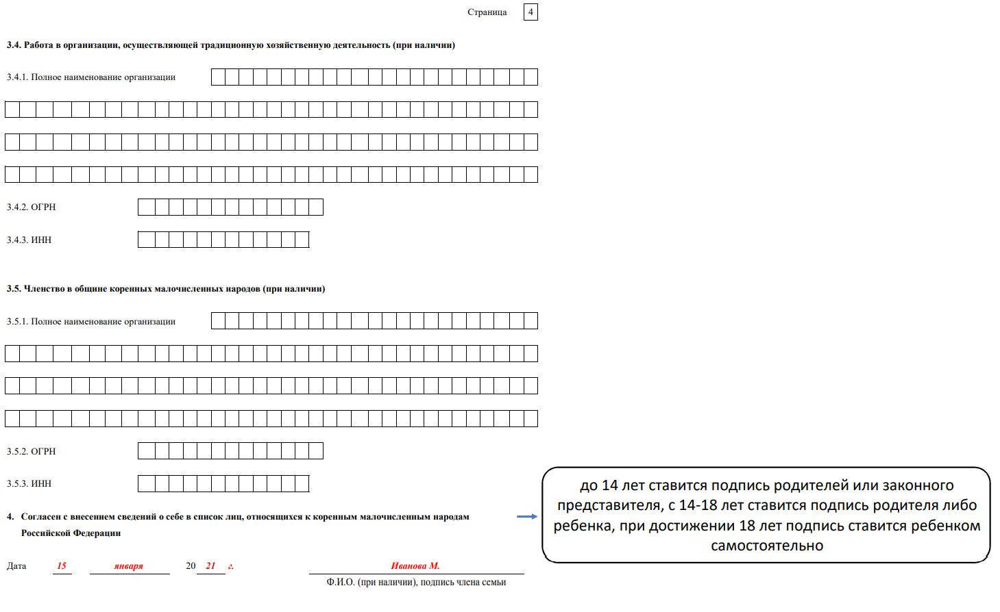 Страница 4
3.4. Работа в организации, осуществляющей традиционную хозяйственную деятельность (при наличии)
3.4.1. Полное наименование организации
3.4.2. ОГРН
3.4.3. ИНН
3.5. Членство в общине коренных малочисленных народов (при наличии)
3.5.1. Полное наименование организации
3.5.2. ОГРН
3.5.3. ИНН
4. Согласен с внесением сведений о себе в список лиц, относящихся к коренным малочисленным народам
Российской Федерации
до 14 лет ставится подпись родителей или законного
представителя, с 14-18 лет ставится подпись родителя либо
ребенка, при достижении 18 лет подпись ставится ребенком
самостоятельно
Дата 15 января 20 21 г. Иванова М.
Ф.И.О. (при наличии), подпись члена семьи